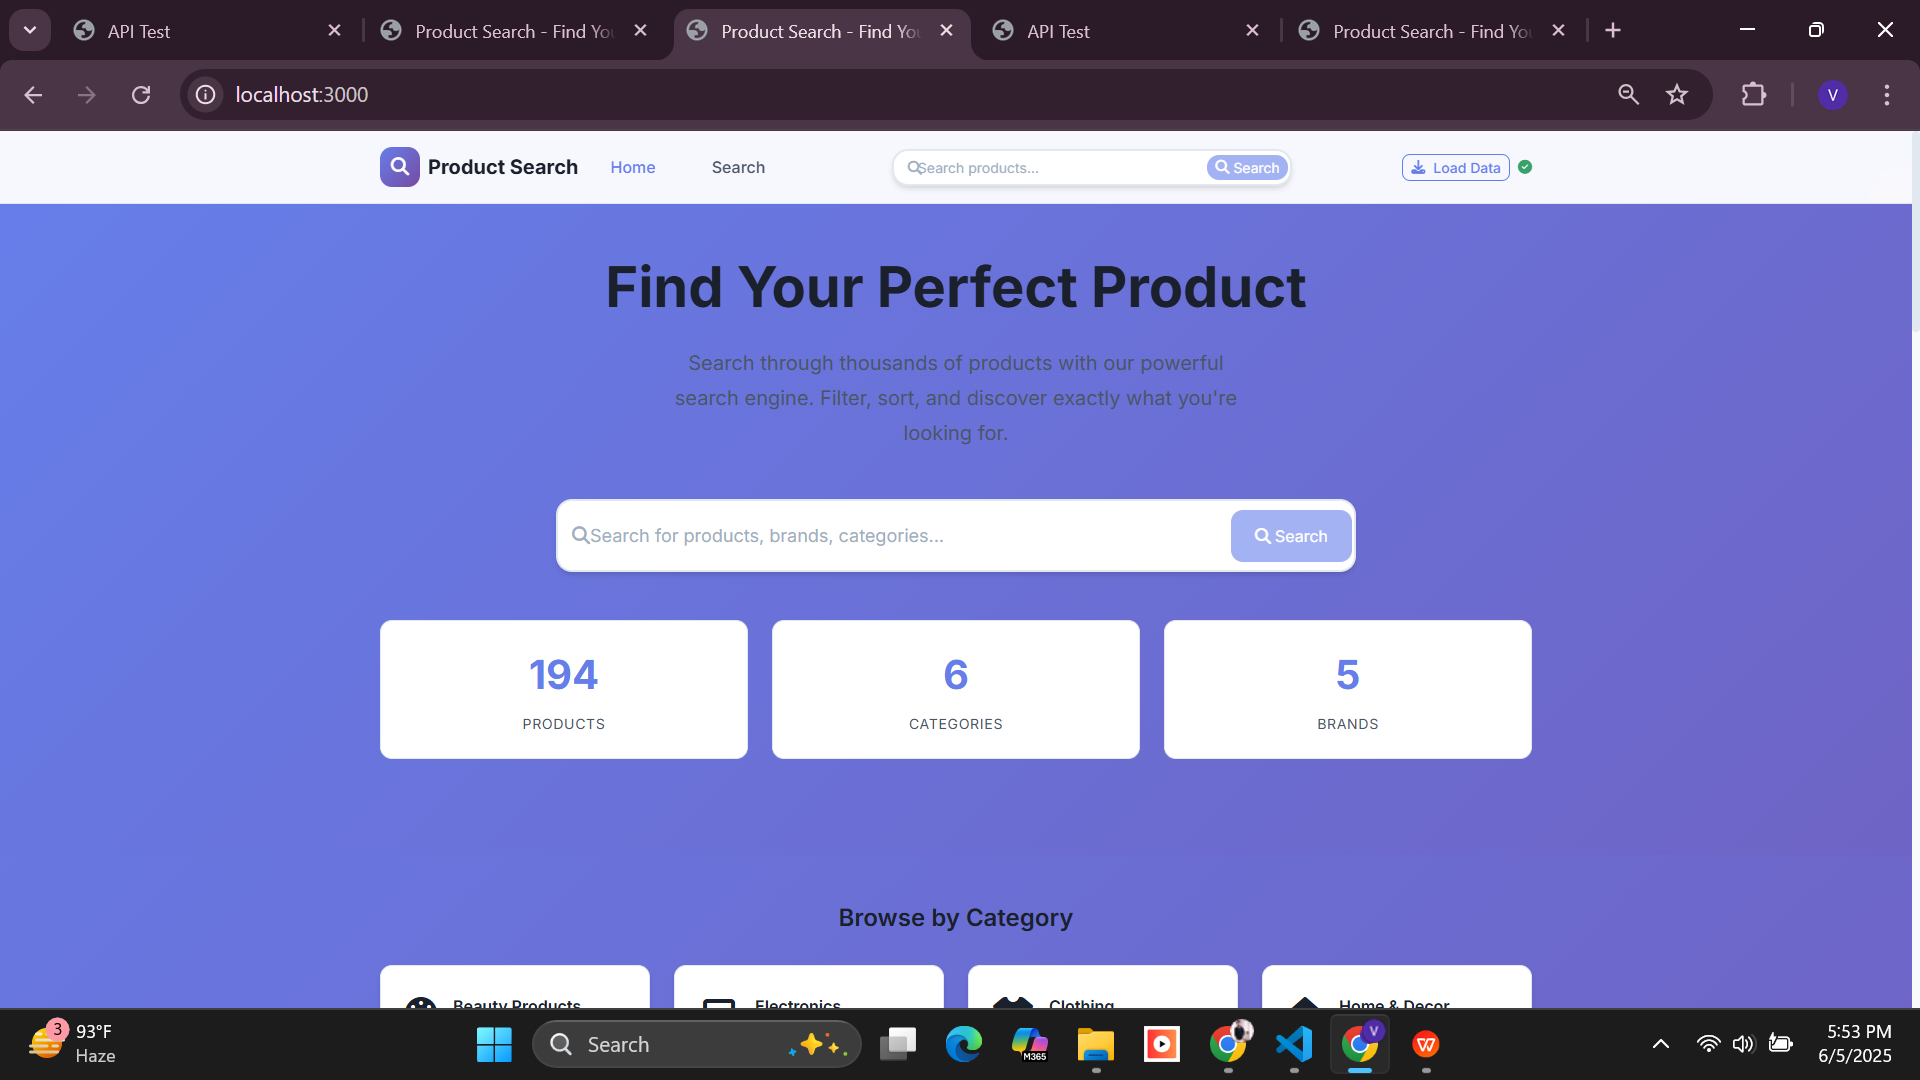 API Test
Product Search - Find Yo
Product Search - Find Yo
API Test
Product Search - Find Yo
localhost:3000
V
Product Search
Home
Search
Search products...
Search
Load Data
Find Your Perfect Product
Search through thousands of products with our powerful
search engine. Filter, sort, and discover exactly what you're
looking for.
Search for products, brands, categories...
Search
194
PRODUCTS
6
CATEGORIES
5
BRANDS
Browse by Category
Beauty Products
Electronics
Clothing
Home & Decor
3
93°F
Haze
Search
M365
V
W
5:53 PM
6/5/2025